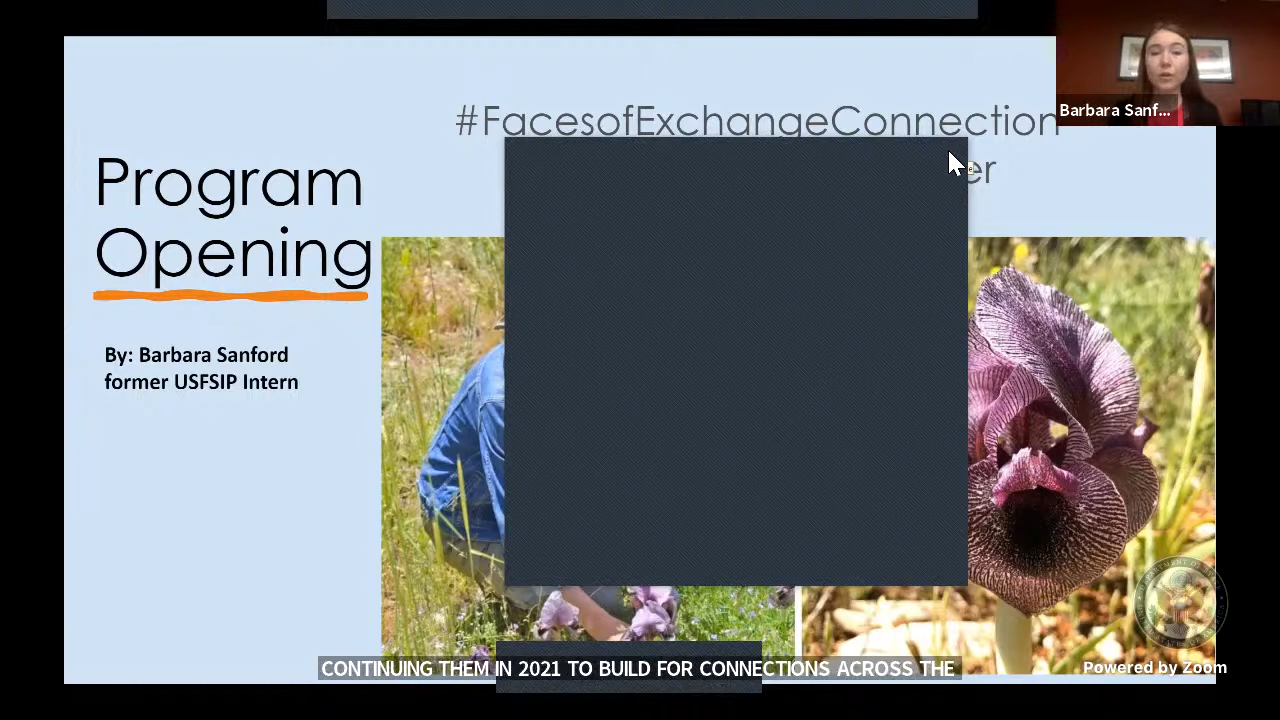 #FacesofExchangeConnection
Program
Opening
By: Barbara Sanford
former USFSIP Intern
Barbara Sanf...
CONTINUING THEM IN 2021 TO BUILD FOR CONNECTIONS ACROSS THE
Powered by Zoom